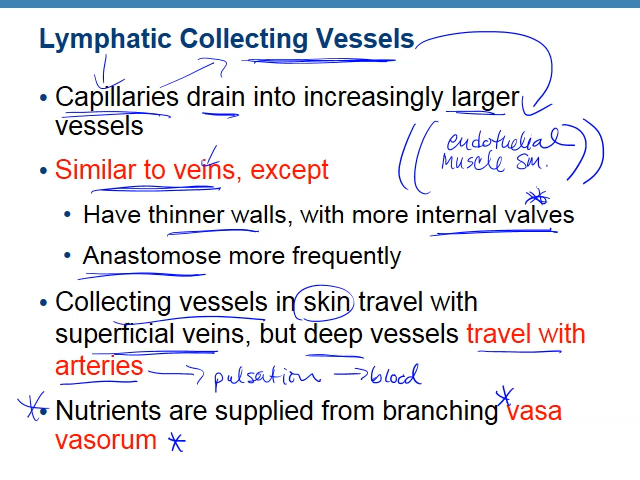 Lymphatic Collecting Vessels
• Capillaries drain into increasingly larger
vessels
endothelial
Muscle Sm.
• Similar to veins, except
• Have thinner walls, with more internal valves
• Anastomose more frequently
• Collecting vessels in skin travel with
superficial veins, but deep vessels travel with
arteries → pulsation → blood
• Nutrients are supplied from branching vasa
vasorum